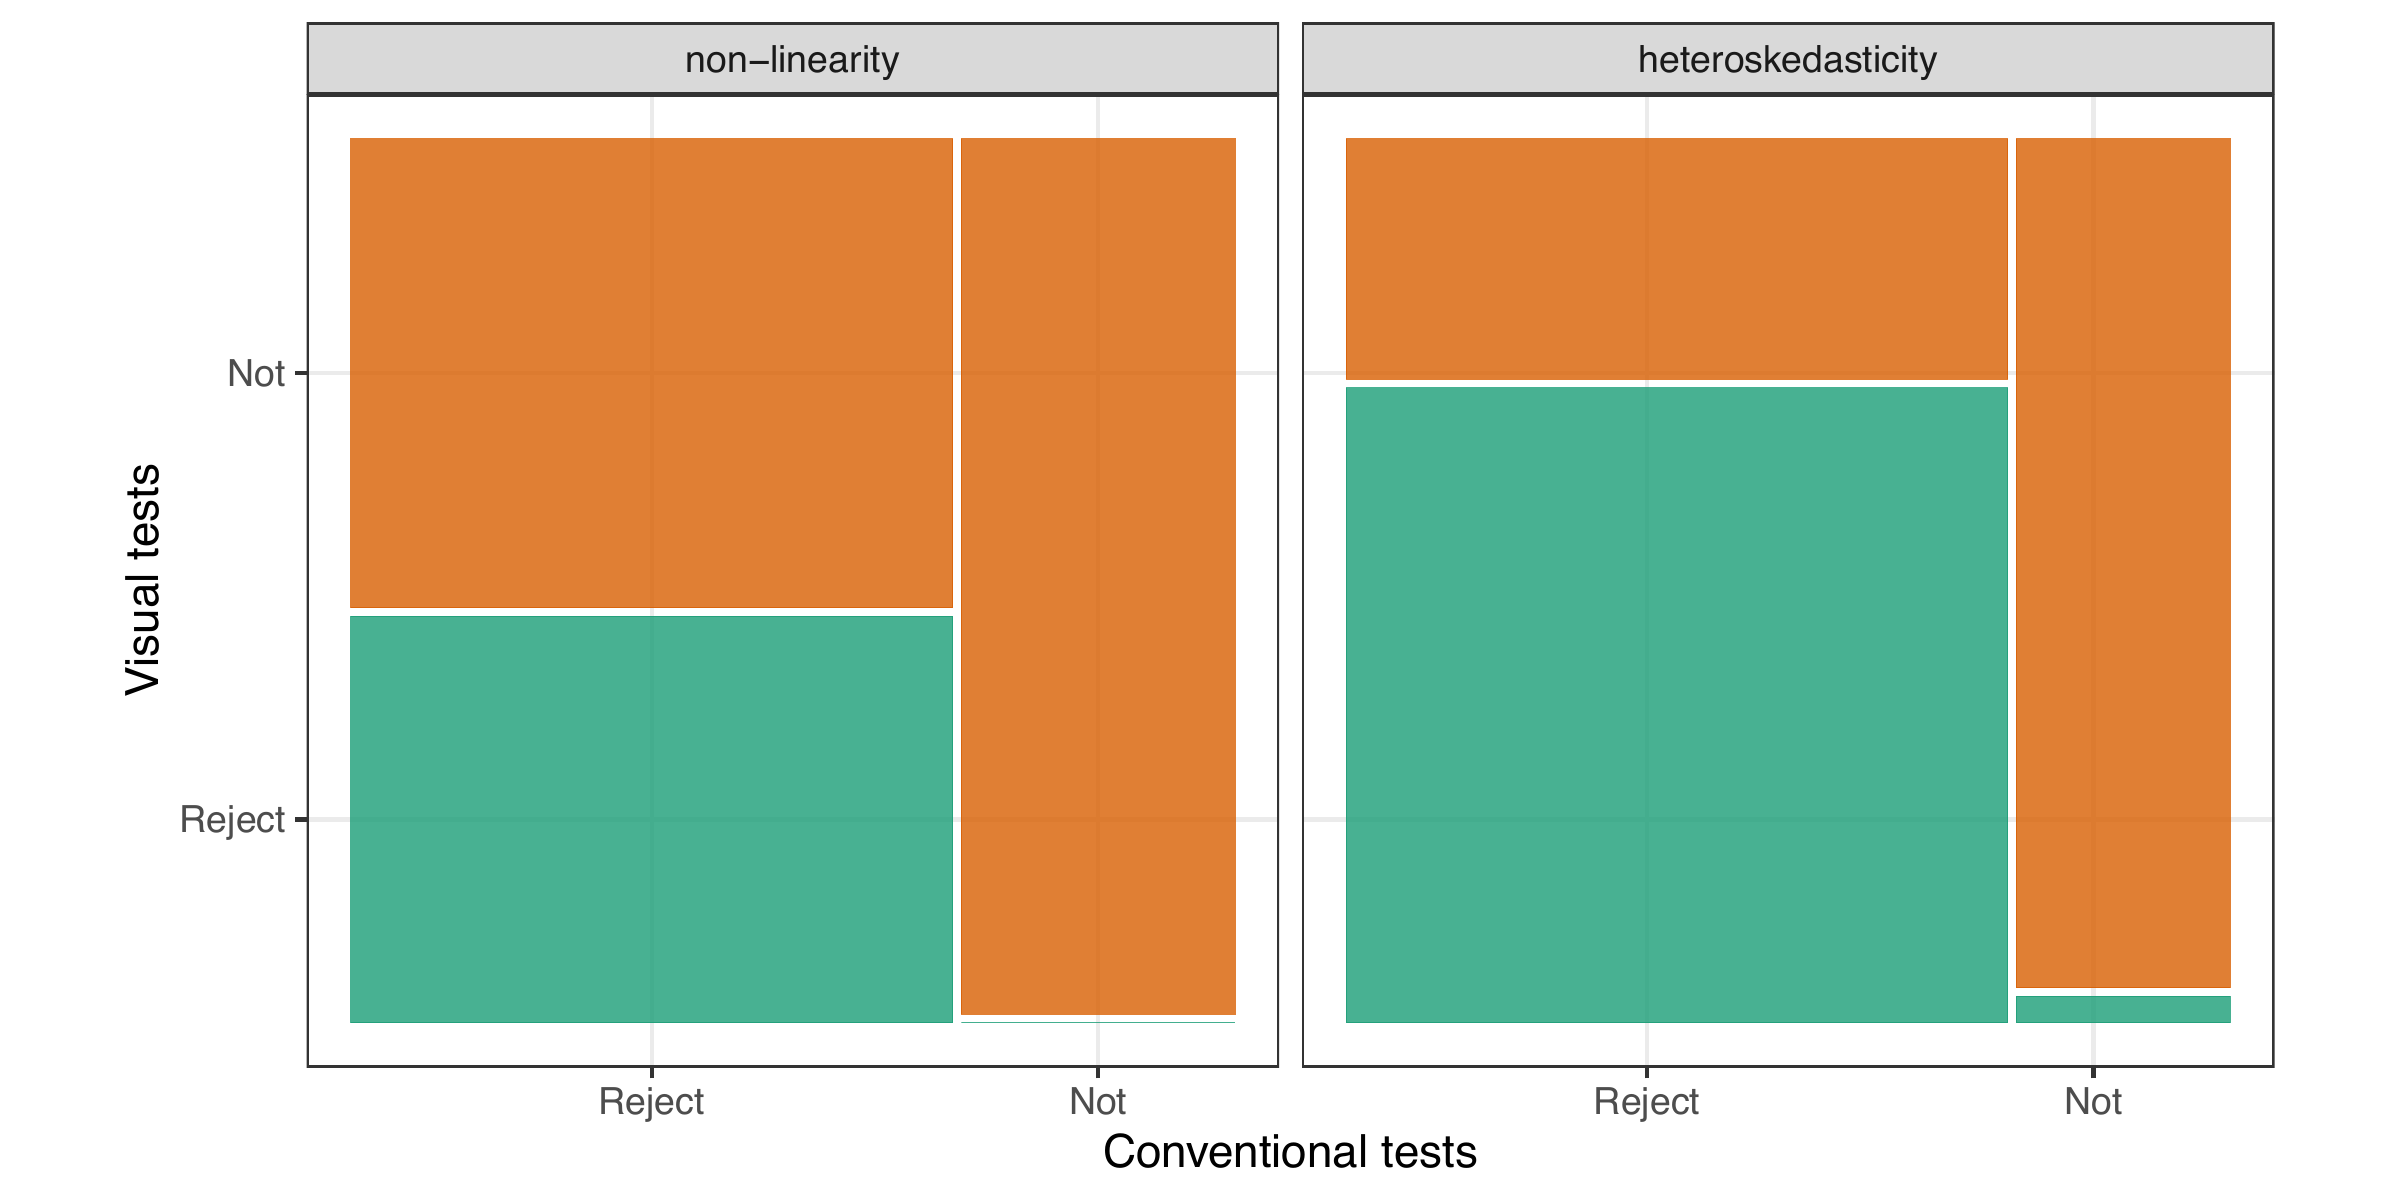 non−linearity
heteroskedasticity
Visual tests
Not
Reject
Reject
Not
Reject
Not
Conventional tests